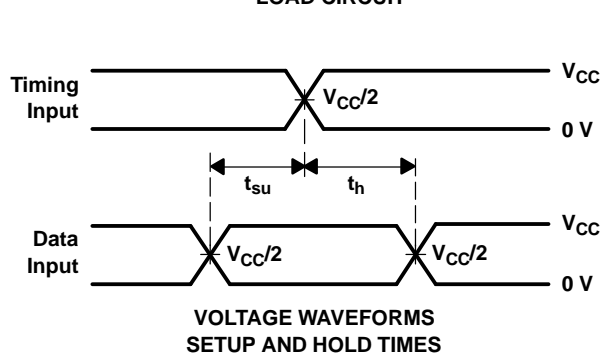 LOAD CIRCUIT
Timing
Input
VCC/2
VCC
0 V
tsu
th
Data
Input
VCC/2
VCC/2
VCC
0 V
VOLTAGE WAVEFORMS
SETUP AND HOLD TIMES